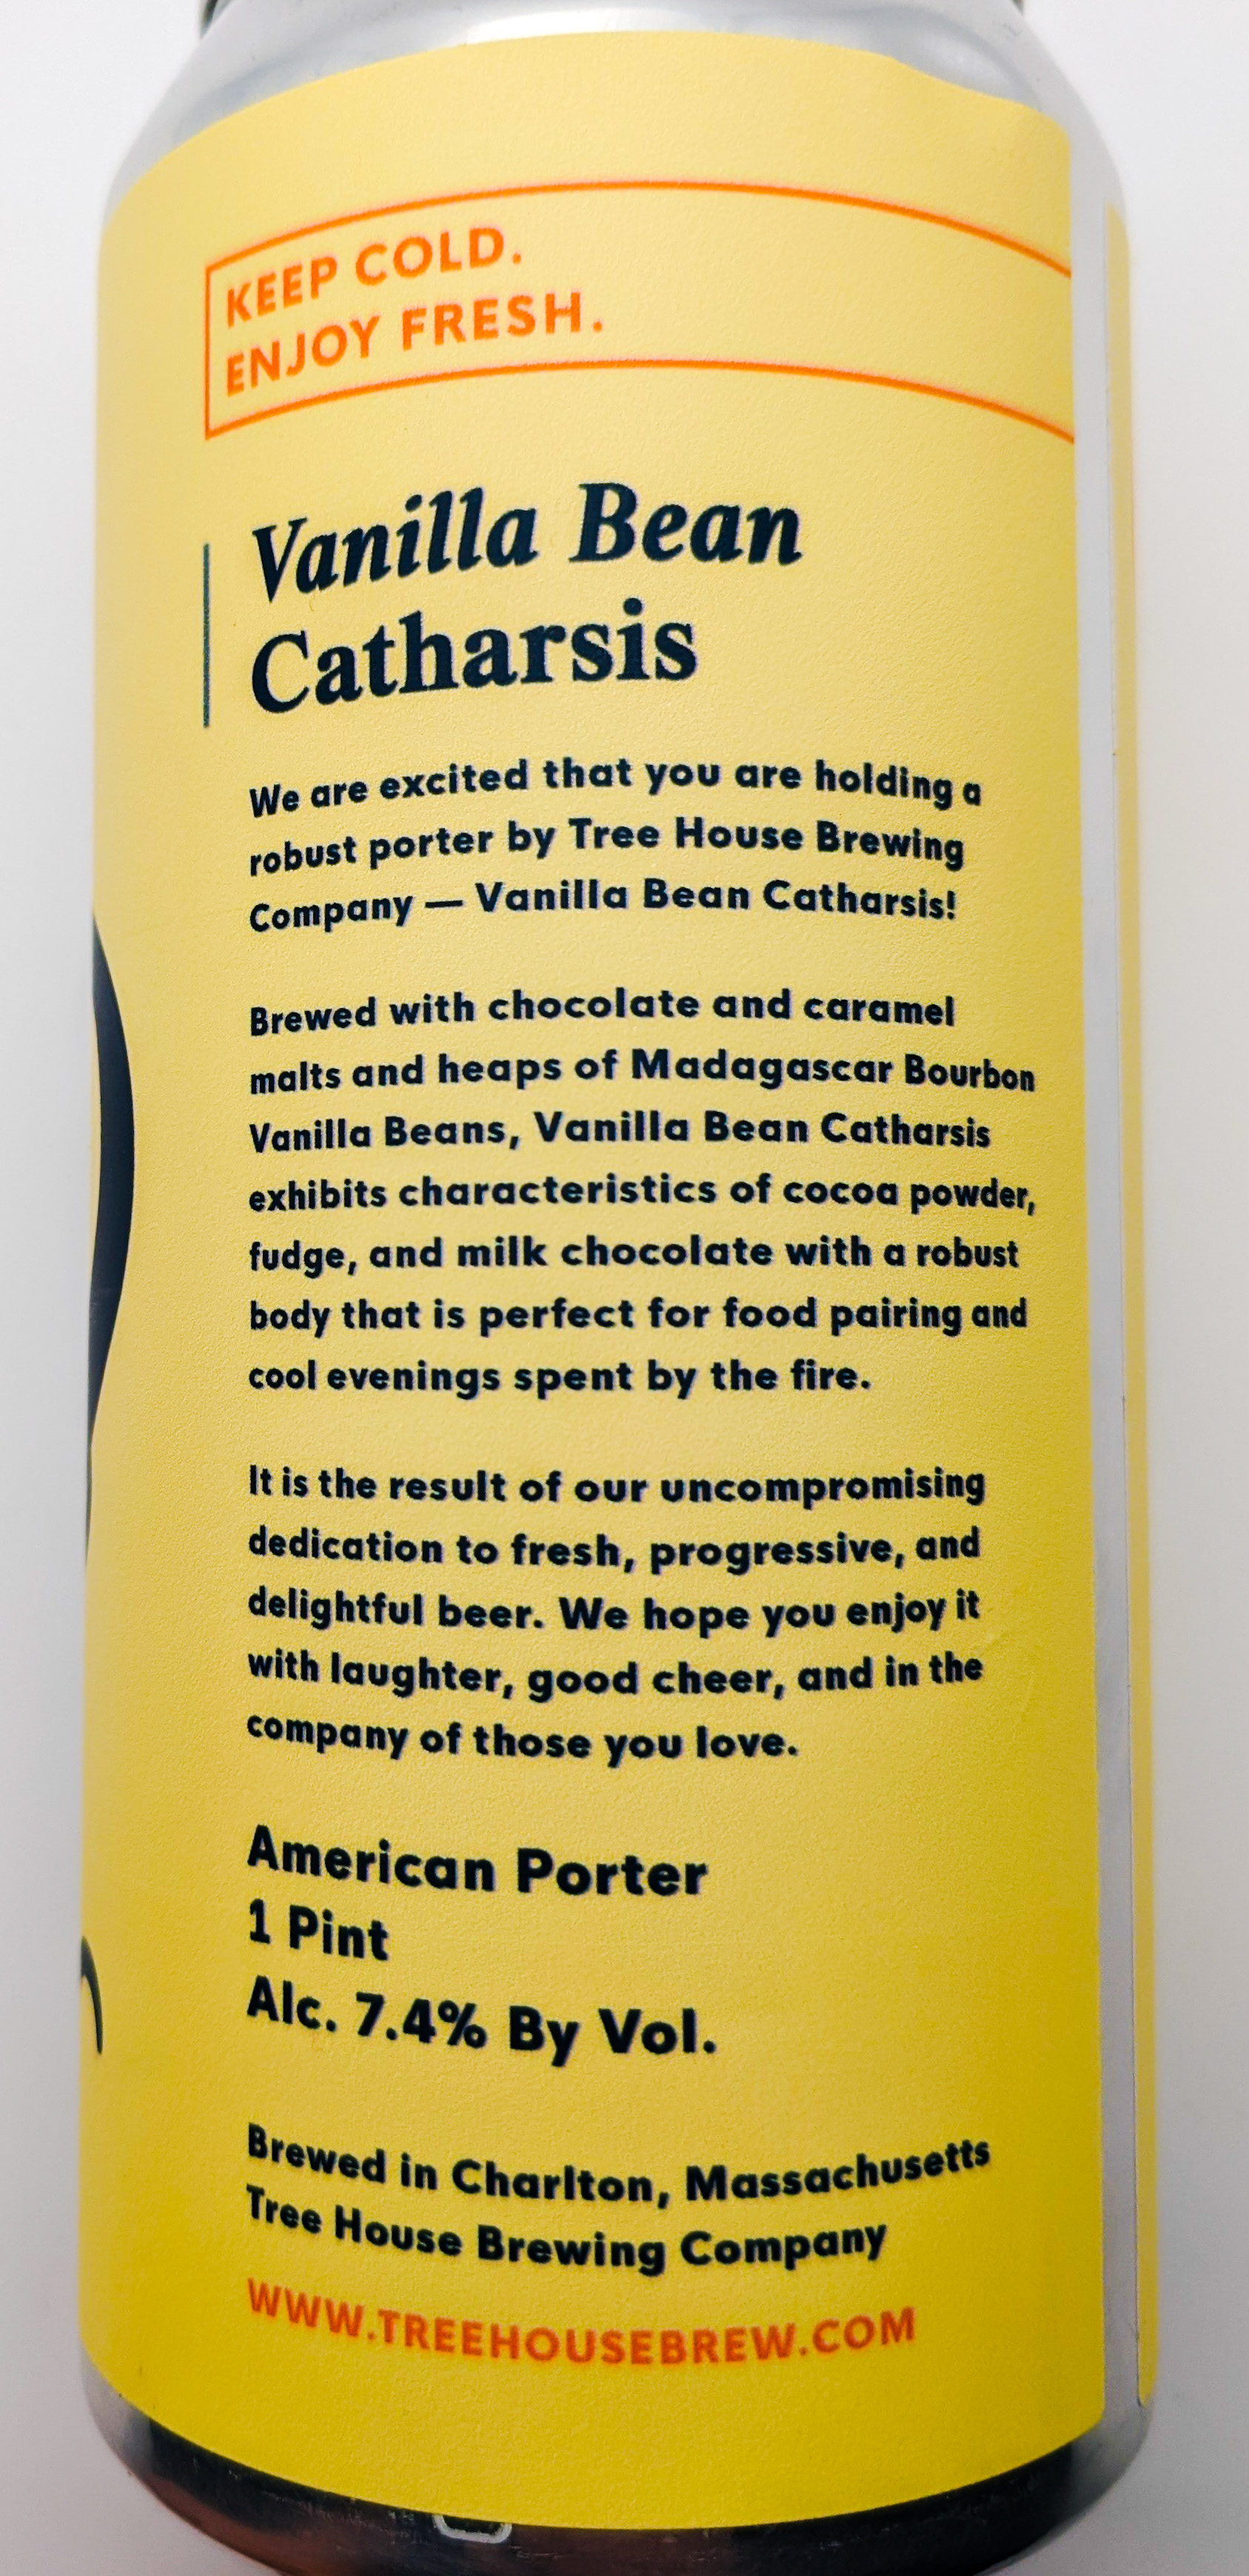 KEEP COLD.
ENJOY FRESH.
Vanilla Bean
Catharsis
We are excited that you are holding a
robust porter by Tree House Brewing
Company — Vanilla Bean Catharsis!
Brewed with chocolate and caramel
malts and heaps of Madagascar Bourbon
Vanilla Beans, Vanilla Bean Catharsis
exhibits characteristics of cocoa powder,
fudge, and milk chocolate with a robust
body that is perfect for food pairing and
cool evenings spent by the fire.
It is the result of our uncompromising
dedication to fresh, progressive, and
delightful beer. We hope you enjoy it
with laughter, good cheer, and in the
company of those you love.
American Porter
1 Pint
Alc. 7.4% By Vol.
Brewed in Charlton, Massachusetts
Tree House Brewing Company
WWW.TREEHOUSEBREW.COM